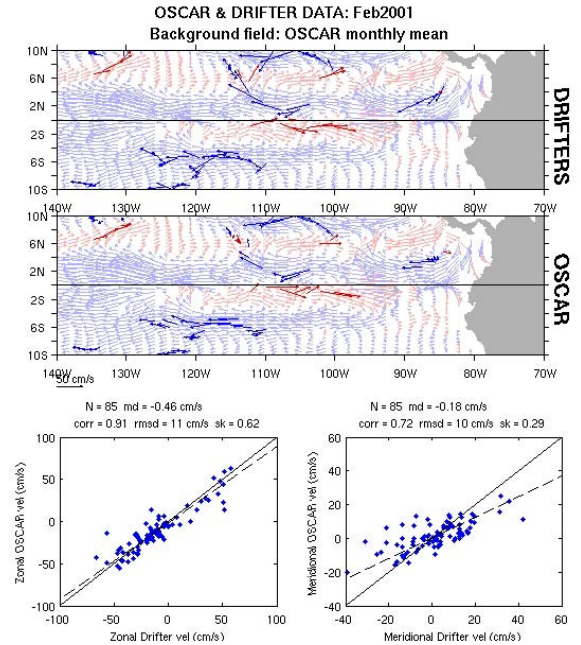 OSCAR & DRIFTER DATA: Feb2001
Background field: OSCAR monthly mean
10N
6N
2N
2S
6S
10S
DRIFTERS
140W 130W 120W 110W 100W 90W 80W 70W
10N
6N
2N
2S
6S
10S
OSCAR
140W 130W 120W 110W 100W 90W 80W 70W
50 cm/s
N = 85 md = -0.46 cm/s
corr = 0.91 rmsd = 11 cm/s sk = 0.62
100
50
0
-50
-100
Zonal OSCAR vel (cm/s)
-100 -50 0 50 100
Zonal Drifter vel (cm/s)
N = 85 md = -0.18 cm/s
corr = 0.72 rmsd = 10 cm/s sk = 0.29
60
40
20
0
-20
-40
Meridional OSCAR vel (cm/s)
-40 -20 0 20 40 60
Meridional Drifter vel (cm/s)